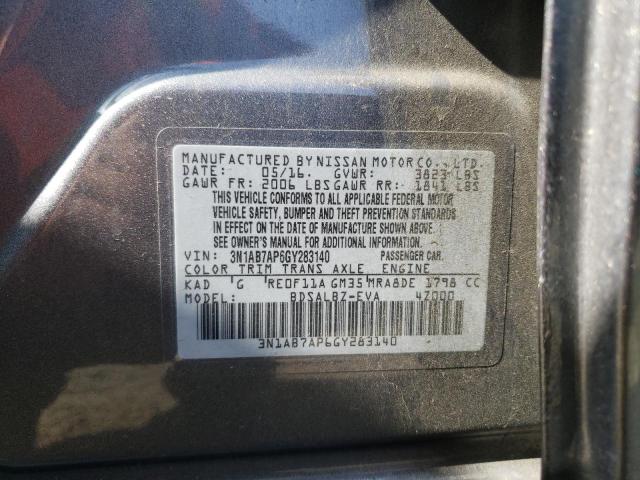 MANUFACTURED BY NISSAN MOTOR CO., LTD.
DATE: 05/16. GVWR: 3823 LBS
GAWR FR: 2006 LBS GAWR RR: 1841 LBS
THIS VEHICLE CONFORMS TO ALL APPLICABLE FEDERAL MOTOR
VEHICLE SAFETY, BUMPER AND THEFT PREVENTION STANDARDS
IN EFFECT ON THE DATE OF MANUFACTURE SHOWN ABOVE.
SEE OWNER'S MANUAL FOR ADDITIONAL INFORMATION.
VIN: 3N1AB7AP6GY283140 PASSENGER CAR.
COLOR TRIM TRANS AXLE ENGINE
KAD G RE0F11A GM35 MRA8DE 1798 CC
MODEL: BDSALBZ-EVA 4Z000
3N1AB7AP6GY283140